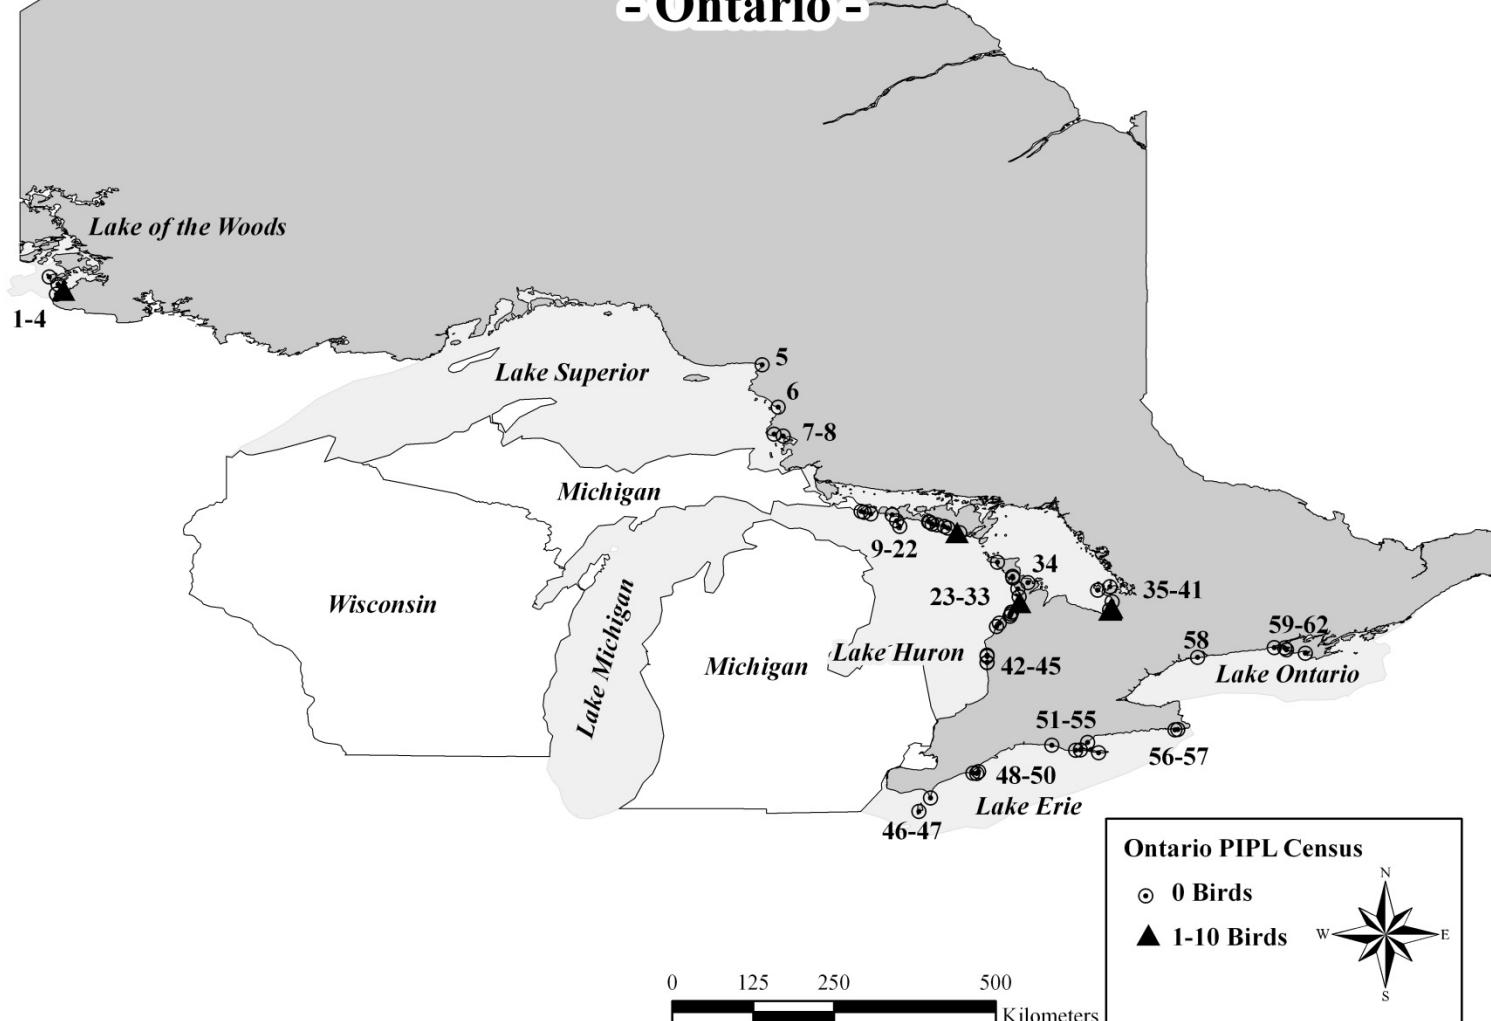 - Ontario -
Lake of the Woods
1-4
5
Lake Superior
6
7-8
Michigan
9-22
34
35-41
23-33
Wisconsin
Lake Michigan
Michigan
Lake Huron
42-45
58
59-62
Lake Ontario
51-55
56-57
48-50
Lake Erie
46-47
Ontario PIPL Census
0 Birds
1-10 Birds
N
W
E
S
0 125 250 500
Kilometers